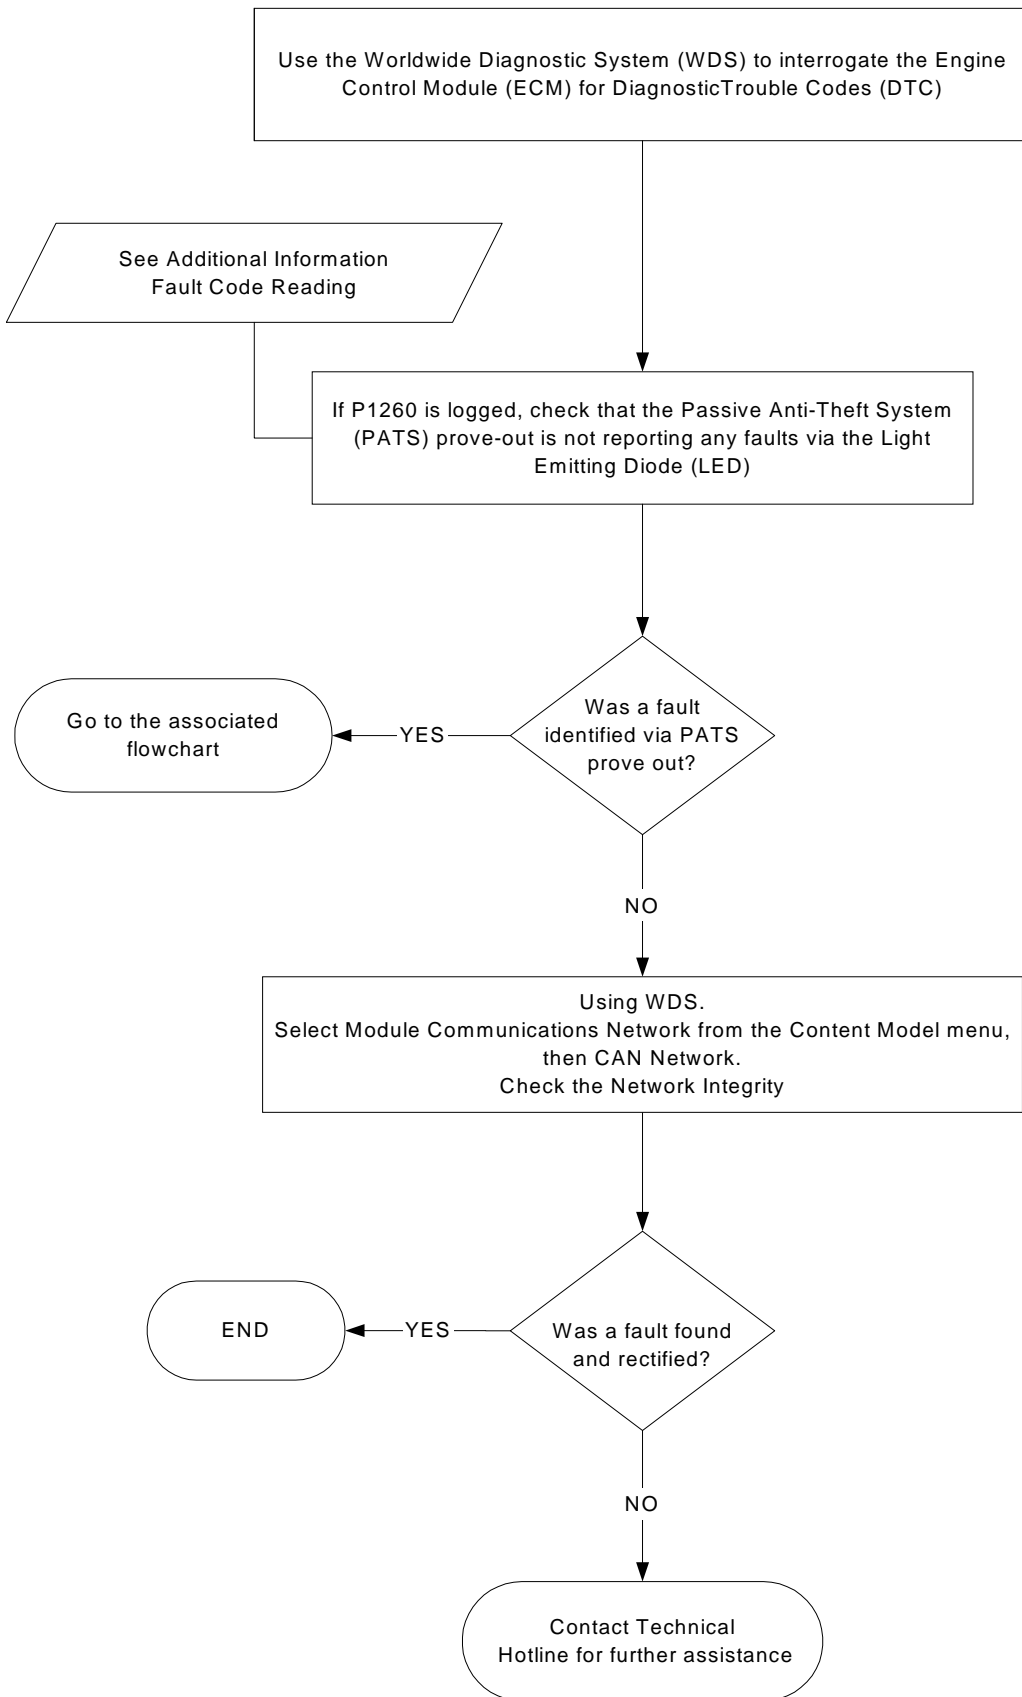 Use the Worldwide Diagnostic System (WDS) to interrogate the Engine
Control Module (ECM) for DiagnosticTrouble Codes (DTC)
See Additional Information
Fault Code Reading
If P1260 is logged, check that the Passive Anti-Theft System
(PATS) prove-out is not reporting any faults via the Light
Emitting Diode (LED)
Was a fault
identified via PATS
prove out?
YES
Go to the associated
flowchart
NO
Using WDS.
Select Module Communications Network from the Content Model menu,
then CAN Network.
Check the Network Integrity
Was a fault found
and rectified?
YES
END
NO
Contact Technical
Hotline for further assistance